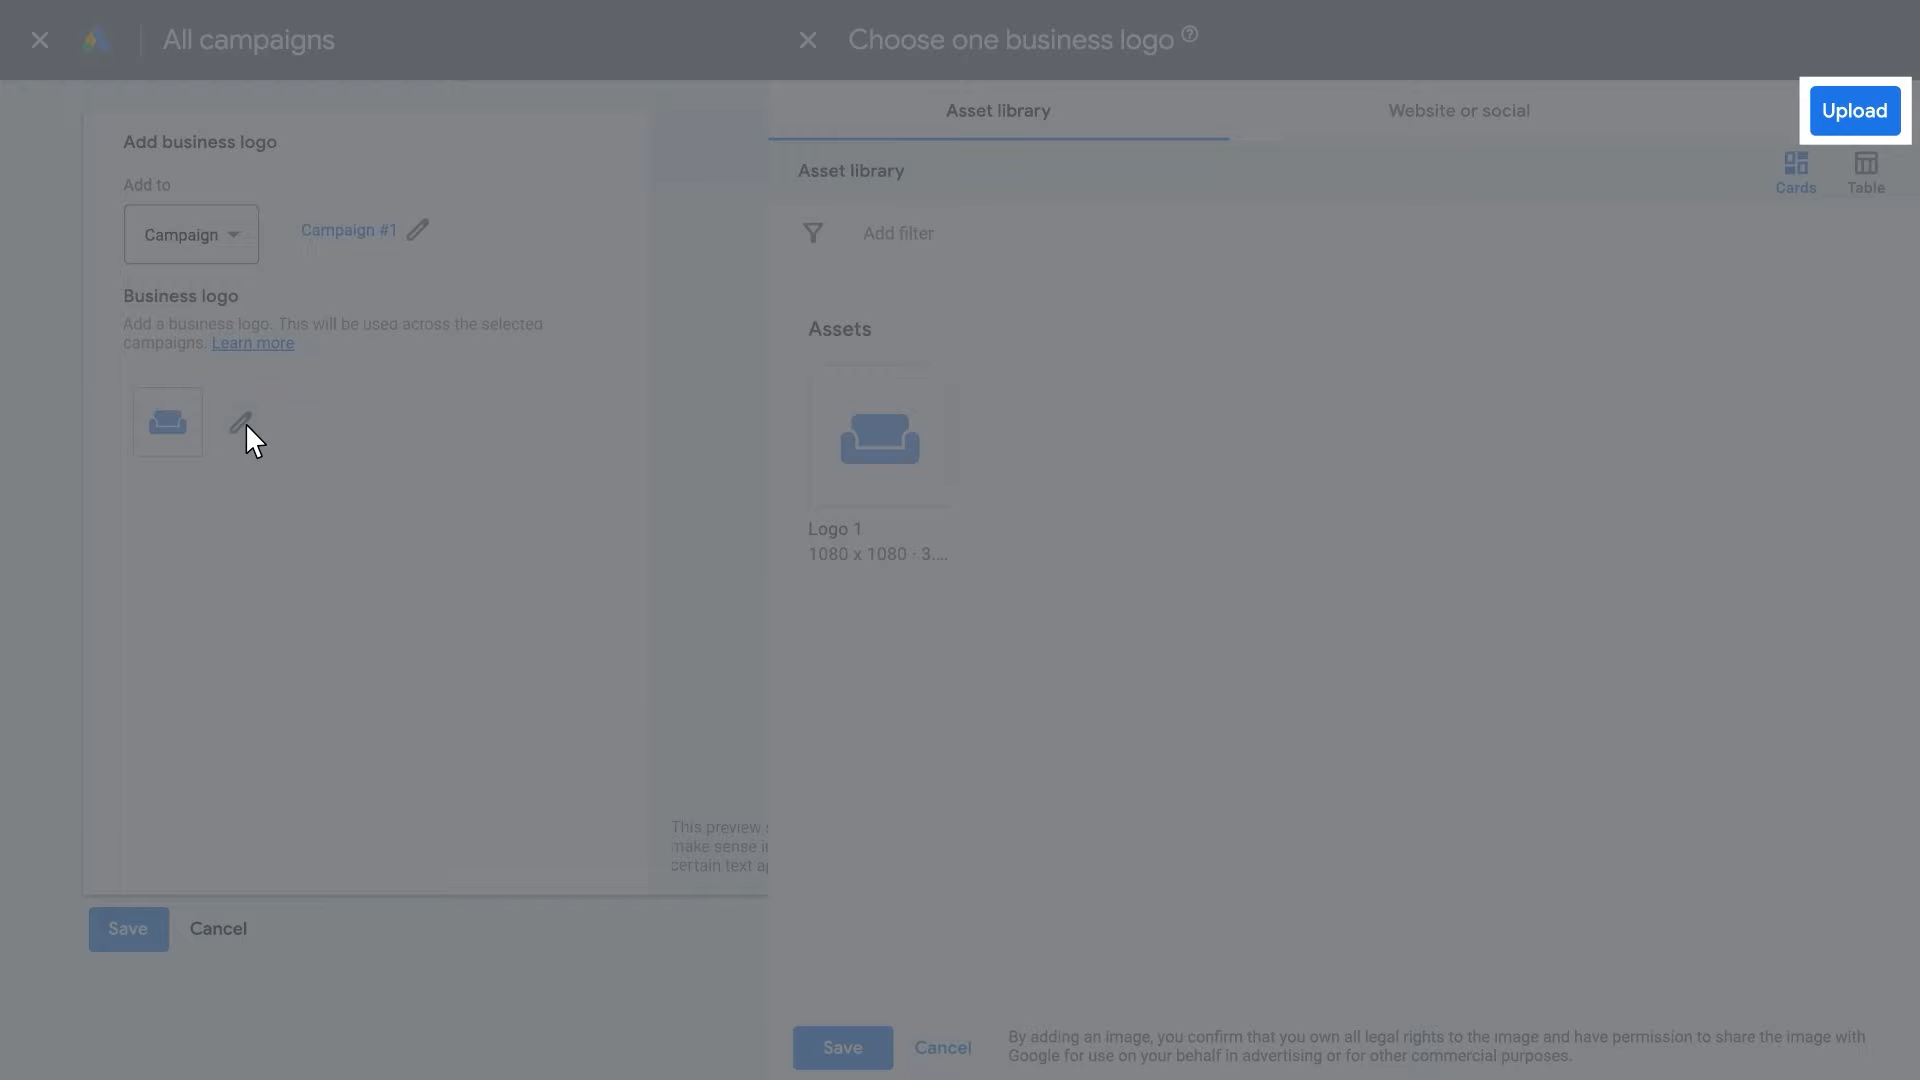 All campaigns
Choose one business logo
Asset library
Website or social
Upload
Add business logo
Asset library
Cards
Table
Add to
Campaign
Campaign #1
Add filter
Business logo
Add a business logo. This will be used across the selected
campaigns. Learn more
Assets
Logo 1
1080 x 1080 · 3....
This preview
make sense
certain text
Save
Cancel
Save
Cancel
By adding an image, you confirm that you own all legal rights to the image and have permission to share the image with
Google for use on your behalf in advertising or for other commercial purposes.